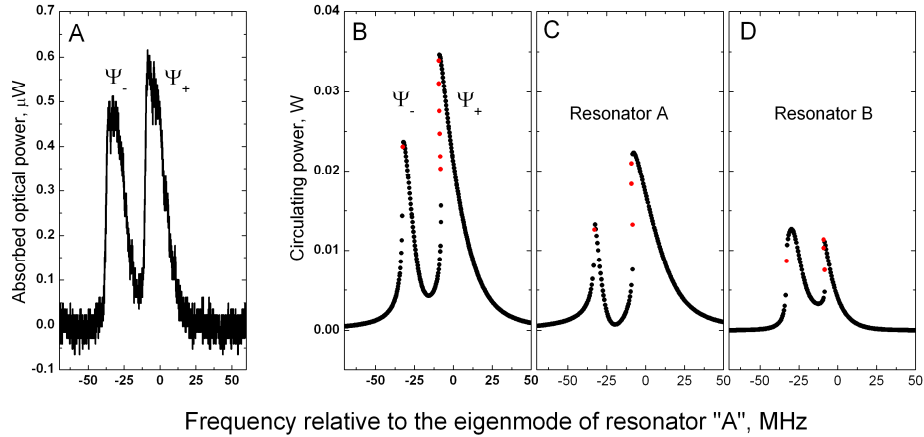 A
Ψ-
Ψ+
Absorbed optical power, μW
0.7
0.6
0.5
0.4
0.3
0.2
0.1
0.0
-0.1
-50
-25
0
25
50
B
Ψ-
Ψ+
Circulating power, W
0.04
0.03
0.02
0.01
0.00
-50
-25
0
25
50
C
Resonator A
-50
-25
0
25
50
D
Resonator B
-50
-25
0
25
50
Frequency relative to the eigenmode of resonator "A", MHz